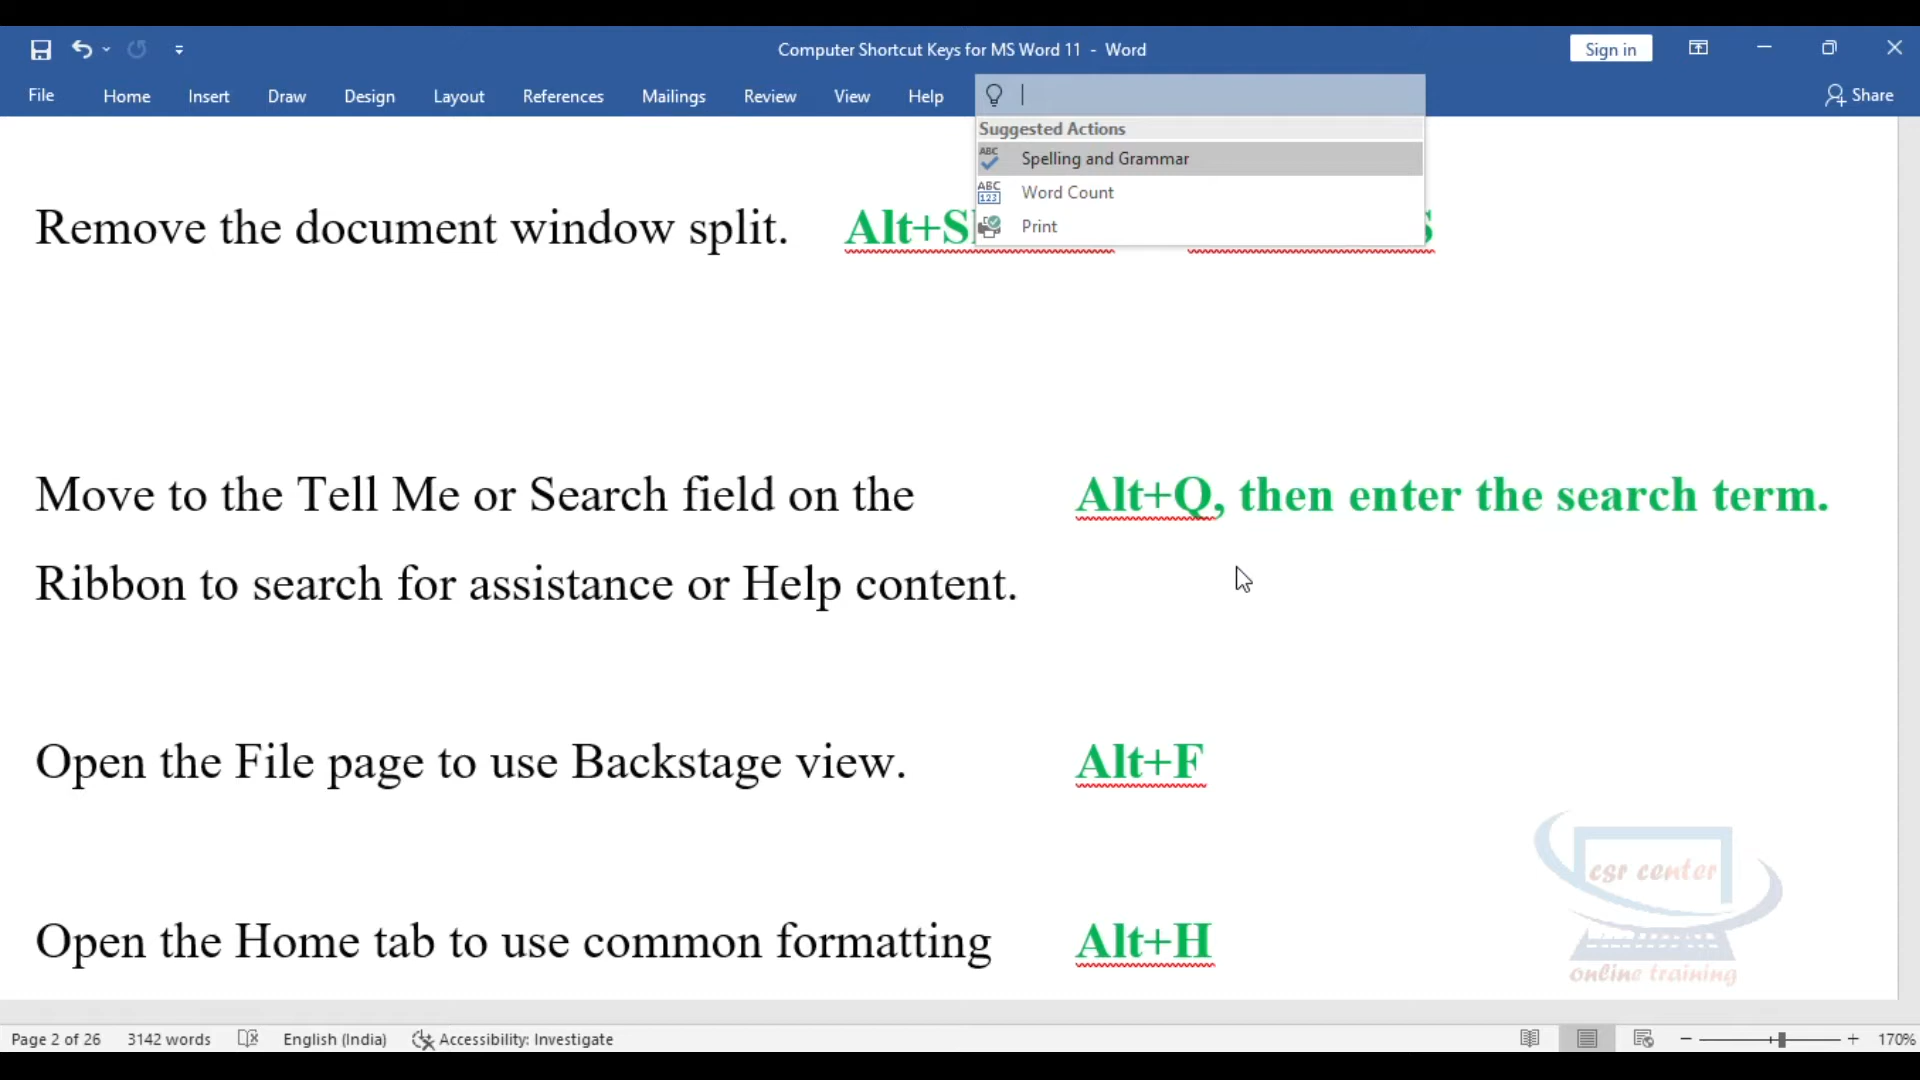 Computer Shortcut Keys for MS Word 11 - Word
Sign in
File Home Insert Draw Design Layout References Mailings Review View Help
Share
Suggested Actions
Spelling and Grammar
Word Count
Print
Remove the document window split. Alt+S
Move to the Tell Me or Search field on the Alt+Q, then enter the search term.
Ribbon to search for assistance or Help content.
Open the File page to use Backstage view. Alt+F
Open the Home tab to use common formatting Alt+H
csr center
online training
Page 2 of 26 3142 words English (India) Accessibility: Investigate 170%